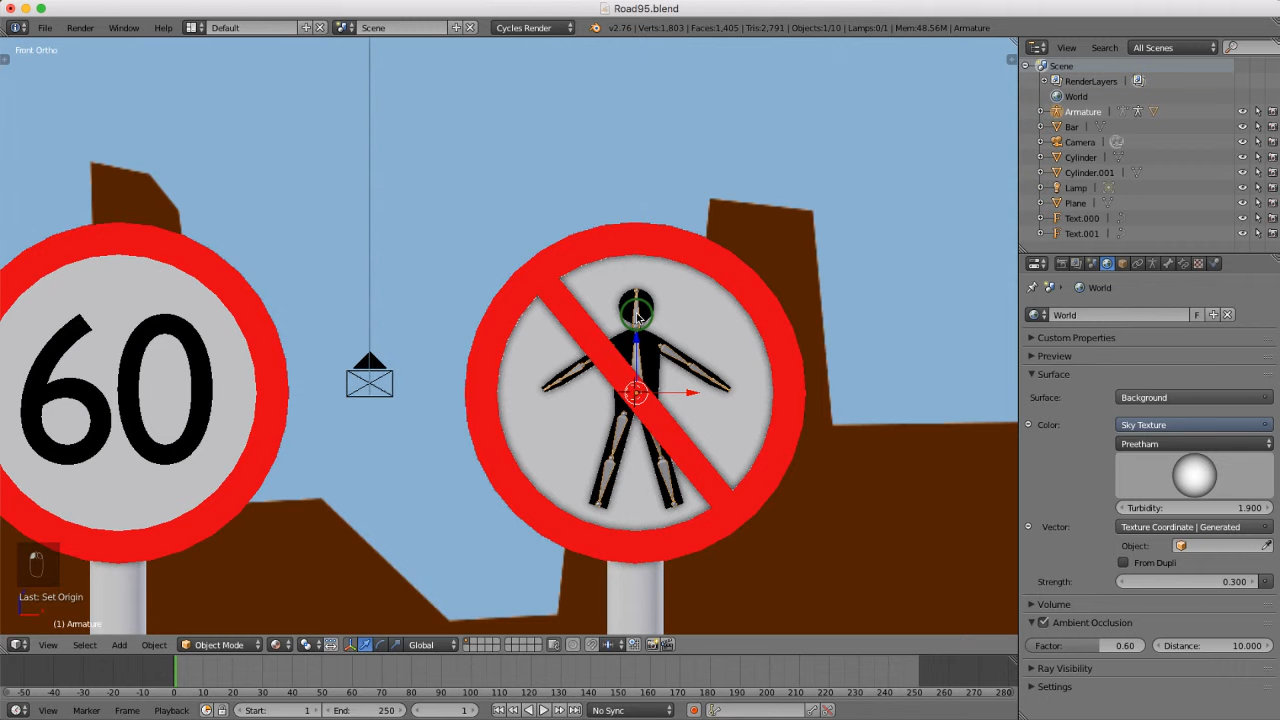 Road95.blend
File Render Window Help Default Scene Cycles Render v2.76 | Verts:1,803 | Faces:1,405 | Tris:2,791 | Objects:1/10 | Lamps:0/1 | Mem:48.56M | Armature
View Search All Scenes
Front Ortho
Scene
RenderLayers
World
Armature
Bar
Camera
Cylinder
Cylinder.001
Lamp
Plane
Text.000
Text.001
World
World F
Custom Properties
Preview
Surface
Surface: Background
Color: Sky Texture
Preetham
Turbidity: 1.900
Vector: Texture Coordinate | Generated
Object:
From Dupli
Strength: 0.300
Volume
Ambient Occlusion
Factor: 0.60 Distance: 10.000
Ray Visibility
Settings
60
Last: Set Origin
(1) Armature
View Select Add Object Object Mode Global
-50 -40 -30 -20 -10 0 10 20 30 40 50 60 70 80 90 100 110 120 130 140 150 160 170 180 190 200 210 220 230 240 250 260 270 280
View Marker Frame Playback Start: 1 End: 250 1 No Sync